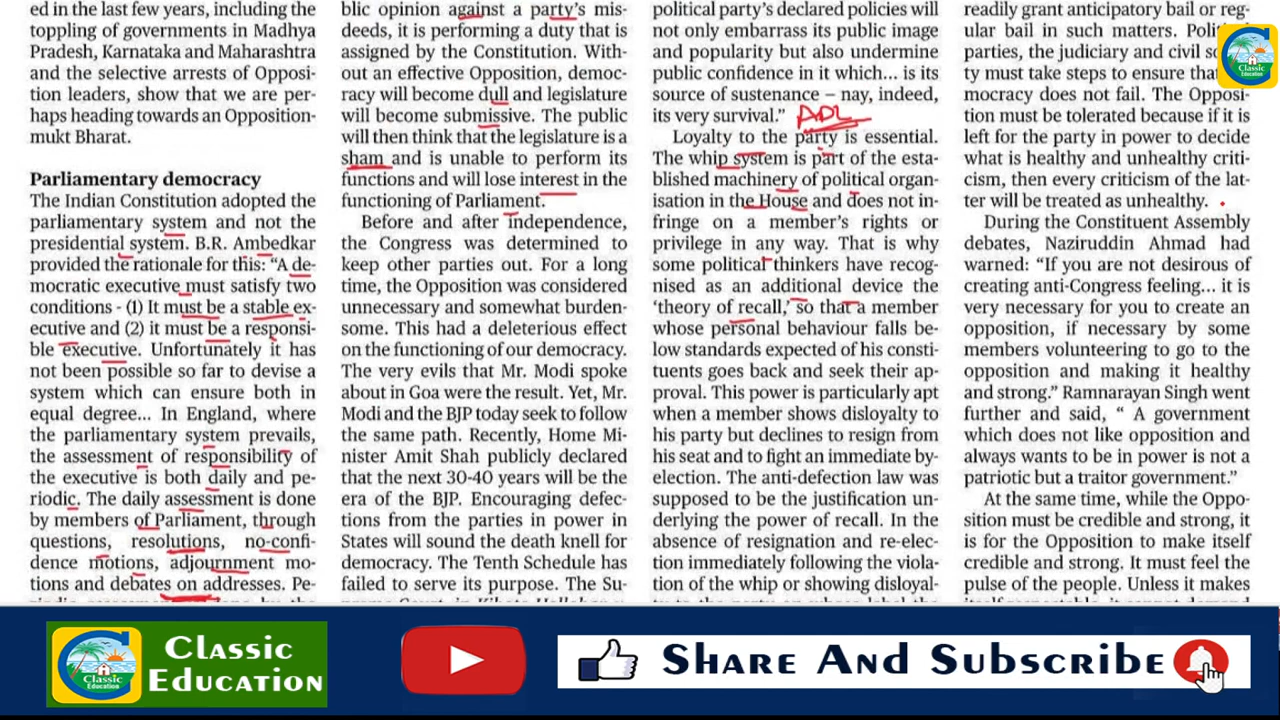 ed in the last few years, including the
toppling of governments in Madhya
Pradesh, Karnataka and Maharashtra
and the selective arrests of Opposi-
tion leaders, show that we are per-
haps heading towards an Opposition-
mukt Bharat.
Parliamentary democracy
The Indian Constitution adopted the
parliamentary system and not the
presidential system. B.R. Ambedkar
provided the rationale for this: “A de-
mocratic executive must satisfy two
conditions - (1) It must be a stable ex-
ecutive and (2) it must be a responsi-
ble executive. Unfortunately it has
not been possible so far to devise a
system which can ensure both in
equal degree... In England, where
the parliamentary system prevails,
the assessment of responsibility of
the executive is both daily and pe-
riodic. The daily assessment is done
by members of Parliament, through
questions, resolutions, no-confi-
dence motions, adjournment mo-
tions and debates on addresses. Pe-
blic opinion against a party’s mis-
deeds, it is performing a duty that is
assigned by the Constitution. With-
out an effective Opposition, democ-
racy will become dull and legislature
will become submissive. The public
will then think that the legislature is a
sham and is unable to perform its
functions and will lose interest in the
functioning of Parliament.
Before and after independence,
the Congress was determined to
keep other parties out. For a long
time, the Opposition was considered
unnecessary and somewhat burden-
some. This had a deleterious effect
on the functioning of our democracy.
The very evils that Mr. Modi spoke
about in Goa were the result. Yet, Mr.
Modi and the BJP today seek to follow
the same path. Recently, Home Mi-
nister Amit Shah publicly declared
that the next 30-40 years will be the
era of the BJP. Encouraging defec-
tions from the parties in power in
States will sound the death knell for
democracy. The Tenth Schedule has
failed to serve its purpose. The Su-
political party’s declared policies will
not only embarrass its public image
and popularity but also undermine
public confidence in it which... is its
source of sustenance – nay, indeed,
its very survival.” ADL
Loyalty to the party is essential.
The whip system is part of the esta-
blished machinery of political organ-
isation in the House and does not in-
fringe on a member’s rights or
privilege in any way. That is why
some political thinkers have recog-
nised as an additional device the
‘theory of recall,’ so that a member
whose personal behaviour falls be-
low standards expected of his consti-
tuents goes back and seek their ap-
proval. This power is particularly apt
when a member shows disloyalty to
his party but declines to resign from
his seat and to fight an immediate by-
election. The anti-defection law was
supposed to be the justification un-
derlying the power of recall. In the
absence of resignation and re-elec-
tion immediately following the viola-
tion of the whip or showing disloyal-
readily grant anticipatory bail or reg-
ular bail in such matters.
parties, the judiciary and civil
ty must take steps to ensure that
mocracy does not fail. The Opposi-
tion must be tolerated because if it is
left for the party in power to decide
what is healthy and unhealthy criti-
cism, then every criticism of the lat-
ter will be treated as unhealthy.
During the Constituent Assembly
debates, Naziruddin Ahmad had
warned: “If you are not desirous of
creating anti-Congress feeling... it is
very necessary for you to create an
opposition, if necessary by some
members volunteering to go to the
opposition and making it healthy
and strong.” Ramnarayan Singh went
further and said, “ A government
which does not like opposition and
always wants to be in power is not a
patriotic but a traitor government.”
At the same time, while the Oppo-
sition must be credible and strong, it
is for the Opposition to make itself
credible and strong. It must feel the
pulse of the people. Unless it makes
Classic
Education
Classic
Education
Classic
Education
Share And Subscribe